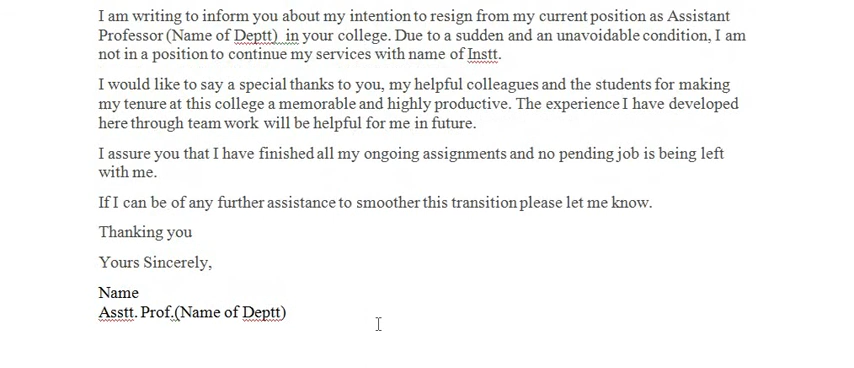 I am writing to inform you about my intention to resign from my current position as Assistant
Professor (Name of Deptt)  in your college. Due to a sudden and an unavoidable condition, I am
not in a position to continue my services with name of Instt.
I would like to say a special thanks to you, my helpful colleagues and the students for making
my tenure at this college a memorable and highly productive. The experience I have developed
here through team work will be helpful for me in future.
I assure you that I have finished all my ongoing assignments and no pending job is being left
with me.
If I can be of any further assistance to smoother this transition please let me know.
Thanking you
Yours Sincerely,
Name
Asstt. Prof.(Name of Deptt)